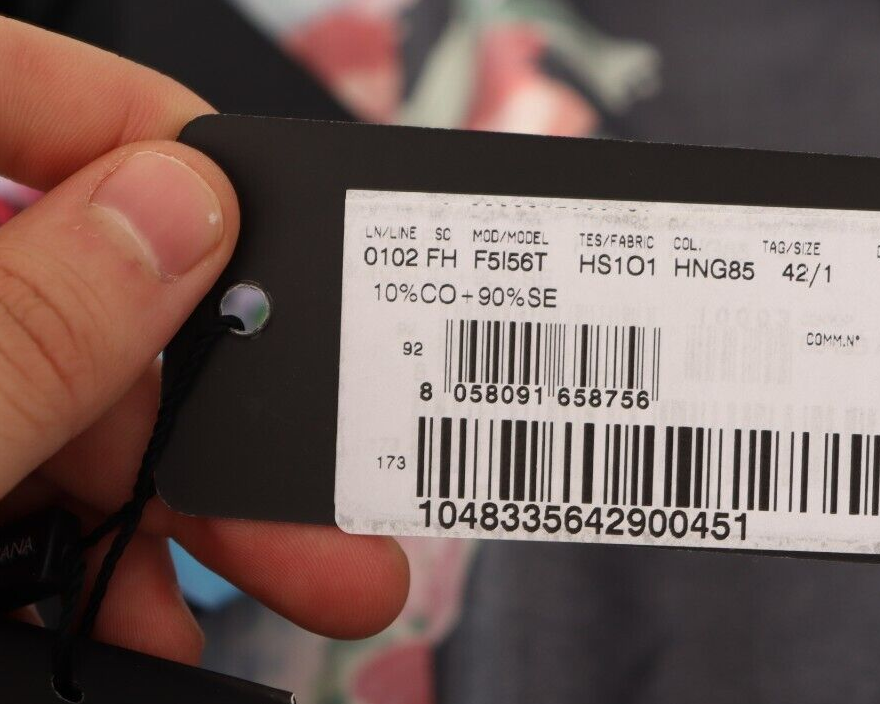 LN/LINE SC MOD/MODEL TES/FABRIC COL. TAG/SIZE
0102 FH F5I56T HS1O1 HNG85 42/1
10%CO+90%SE
COMM.N°
92
8 058091 658756
173
1048335642900451
ANA